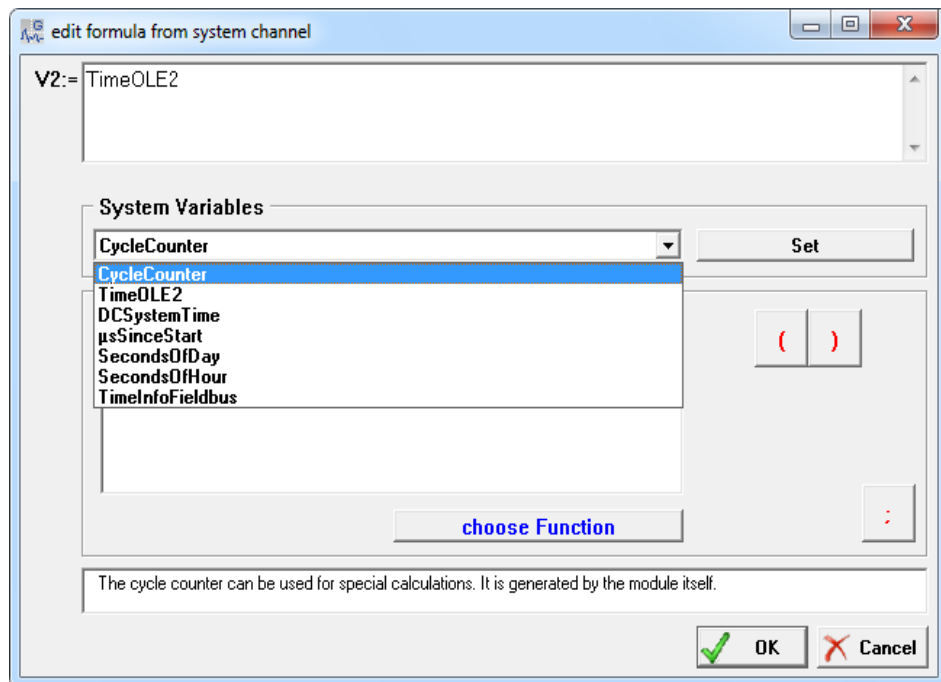 edit formula from system channel
V2:= TimeOLE2
System Variables
CycleCounter
Set
CycleCounter
TimeOLE2
DCSystemTime
µsSinceStart
SecondsOfDay
SecondsOfHour
TimeInfoFieldbus
( )
choose Function
;
The cycle counter can be used for special calculations. It is generated by the module itself.
OK Cancel